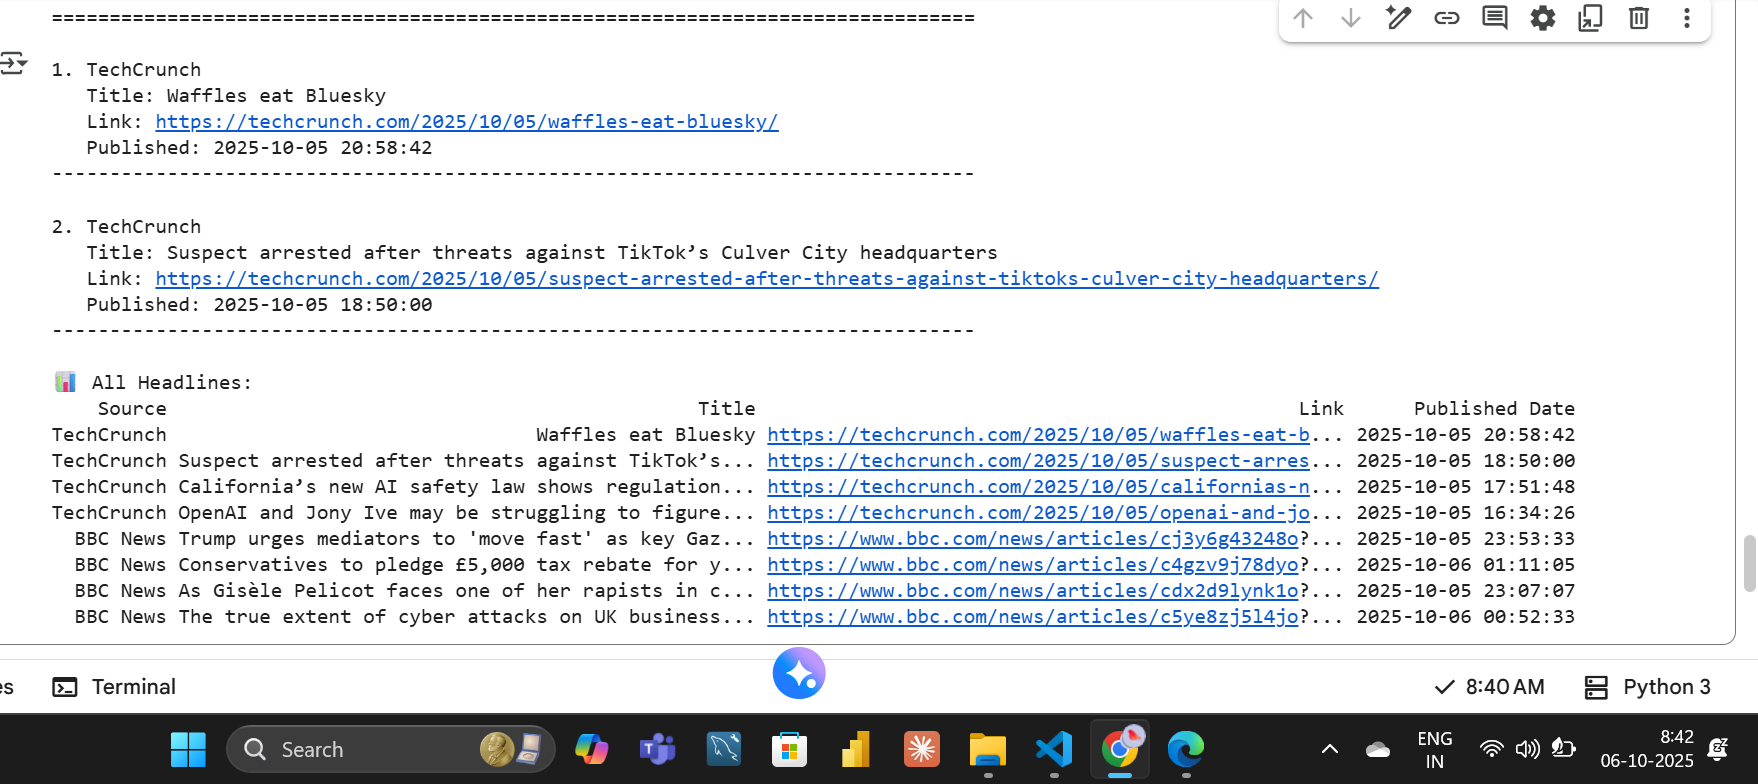 ================================================================================
1. TechCrunch
Title: Waffles eat Bluesky
Link: https://techcrunch.com/2025/10/05/waffles-eat-bluesky/
Published: 2025-10-05 20:58:42
--------------------------------------------------------------------------------
2. TechCrunch
Title: Suspect arrested after threats against TikTok’s Culver City headquarters
Link: https://techcrunch.com/2025/10/05/suspect-arrested-after-threats-against-tiktoks-culver-city-headquarters/
Published: 2025-10-05 18:50:00
--------------------------------------------------------------------------------
📊 All Headlines:
Source Title Link Published Date
TechCrunch Waffles eat Bluesky https://techcrunch.com/2025/10/05/waffles-eat-b... 2025-10-05 20:58:42
TechCrunch Suspect arrested after threats against TikTok’s... https://techcrunch.com/2025/10/05/suspect-arres... 2025-10-05 18:50:00
TechCrunch California’s new AI safety law shows regulation... https://techcrunch.com/2025/10/05/californias-n... 2025-10-05 17:51:48
TechCrunch OpenAI and Jony Ive may be struggling to figure... https://techcrunch.com/2025/10/05/openai-and-jo... 2025-10-05 16:34:26
BBC News Trump urges mediators to 'move fast' as key Gaz... https://www.bbc.com/news/articles/cj3y6g43248o?... 2025-10-05 23:53:33
BBC News Conservatives to pledge £5,000 tax rebate for y... https://www.bbc.com/news/articles/c4gzv9j78dyo?... 2025-10-06 01:11:05
BBC News As Gisèle Pelicot faces one of her rapists in c... https://www.bbc.com/news/articles/cdx2d9lynk1o?... 2025-10-05 23:07:07
BBC News The true extent of cyber attacks on UK business... https://www.bbc.com/news/articles/c5ye8zj5l4jo?... 2025-10-06 00:52:33
es Terminal 8:40 AM Python 3
Search ENG 8:42
IN 06-10-2025